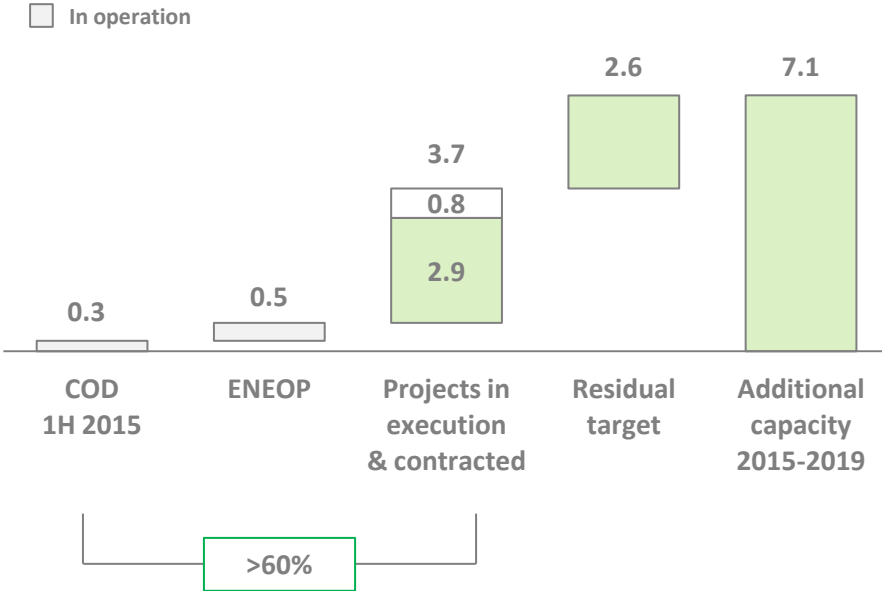 In operation
2.6
7.1
3.7
0.8
2.9
0.5
0.3
COD
1H 2015
ENEOP
Projects in
execution
& contracted
Residual
target
Additional
capacity
2015-2019
>60%